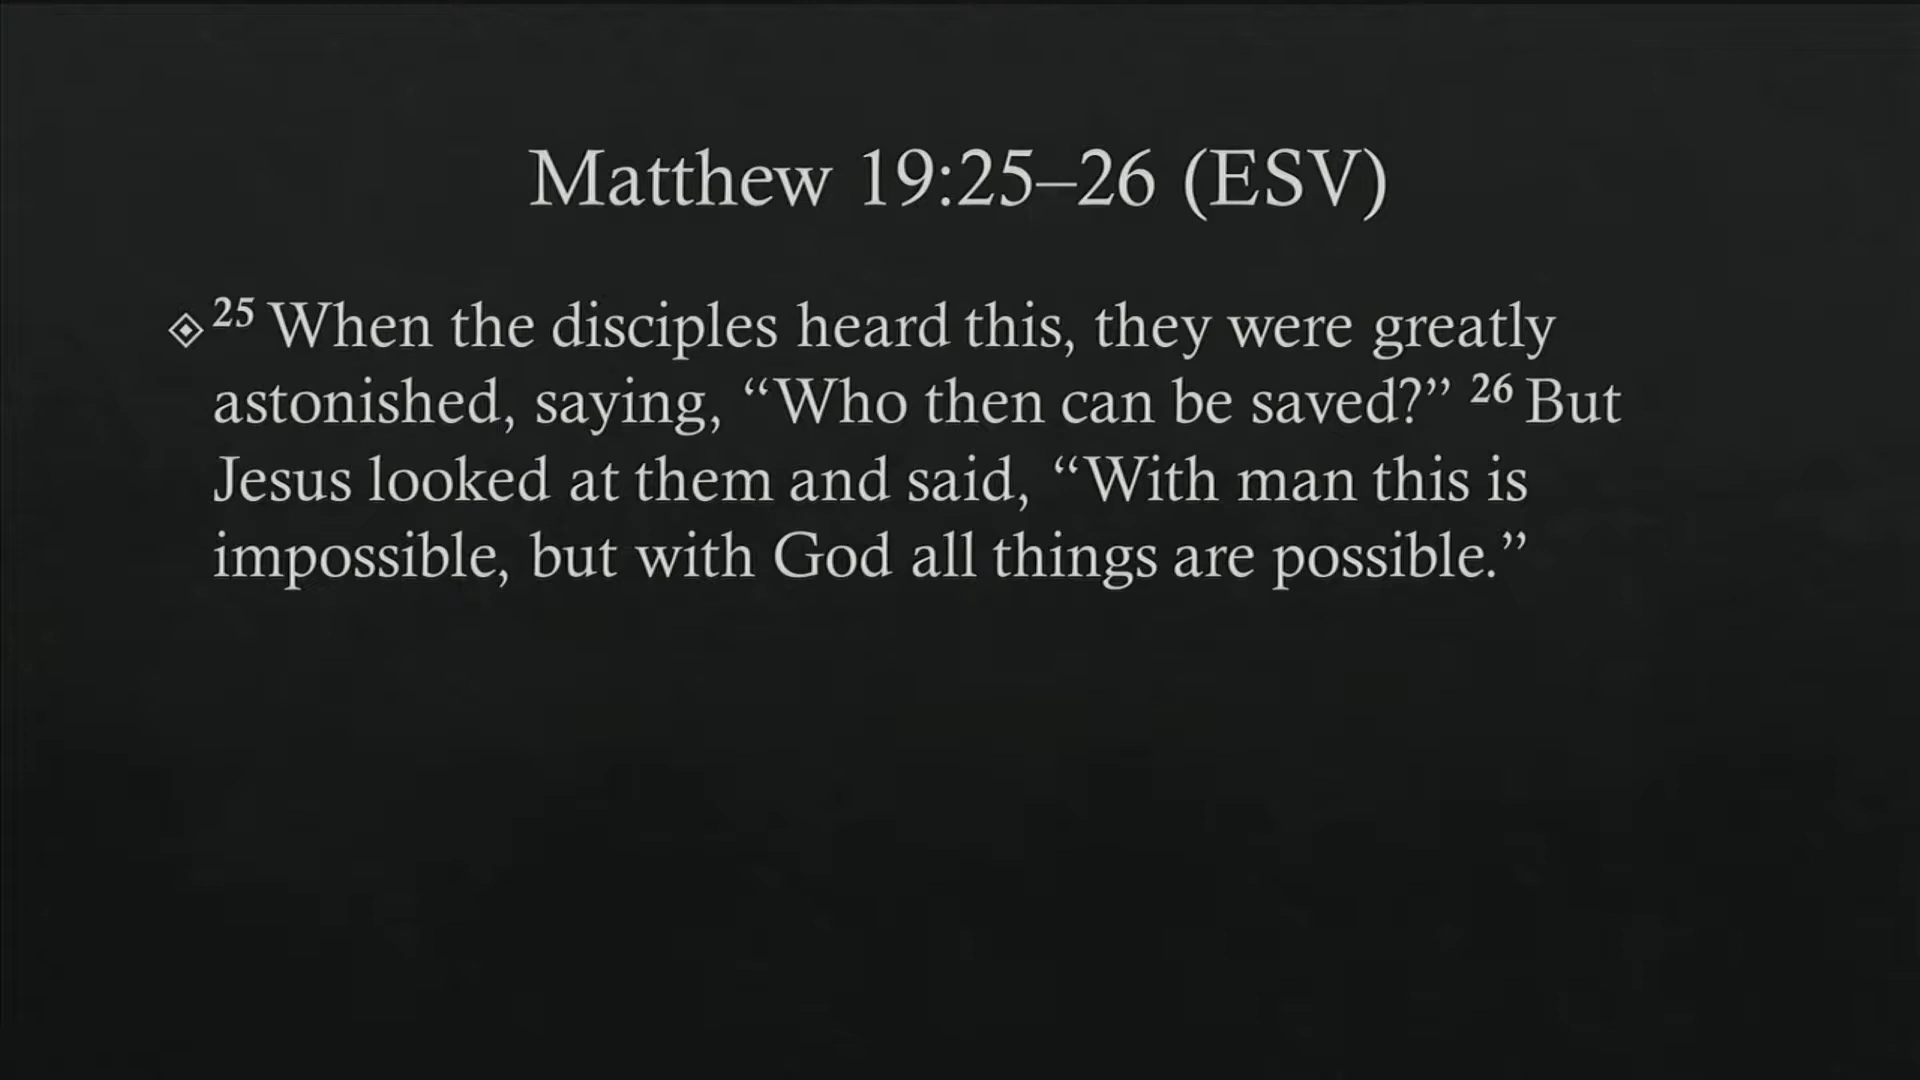 Matthew 19:25–26 (ESV)
25 When the disciples heard this, they were greatly
astonished, saying, “Who then can be saved?” 26 But
Jesus looked at them and said, “With man this is
impossible, but with God all things are possible.”